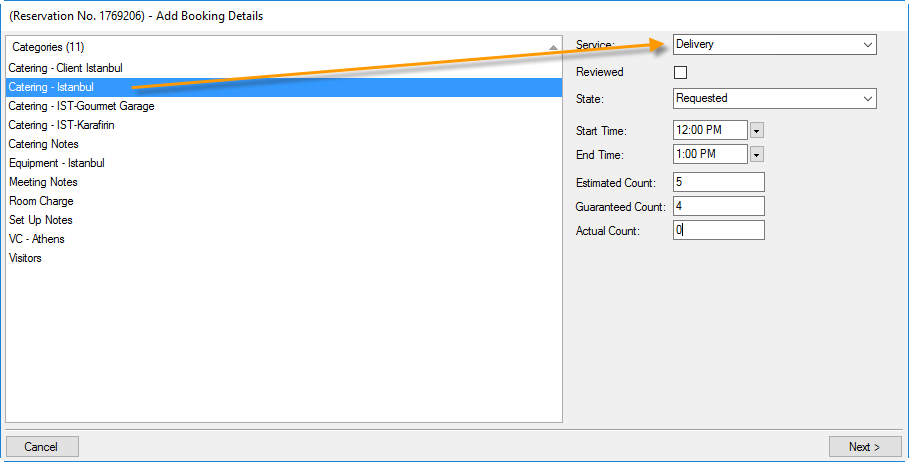 (Reservation No. 1769206) - Add Booking Details
Categories (11)
Catering - Client Istanbul
Catering - Istanbul
Catering - IST-Gourmet Garage
Catering - IST-Karafirin
Catering Notes
Equipment - Istanbul
Meeting Notes
Room Charge
Set Up Notes
VC - Athens
Visitors
Service: Delivery
Reviewed
State: Requested
Start Time: 12:00 PM
End Time: 1:00 PM
Estimated Count: 5
Guaranteed Count: 4
Actual Count: 0
Cancel
Next >